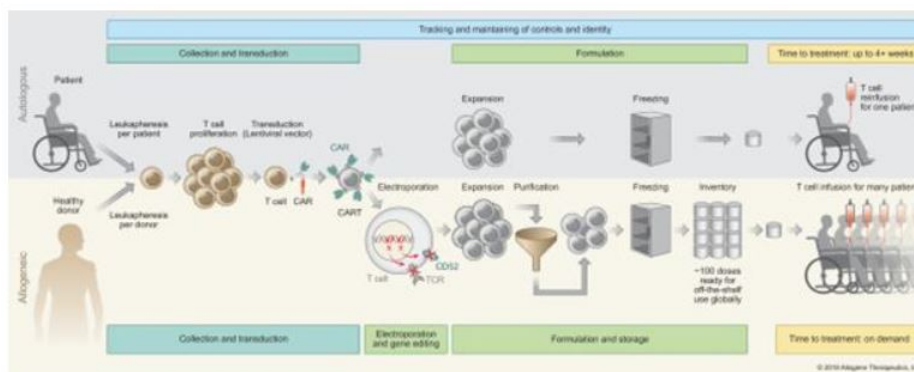 Tracking and maintaining of controls and identity
Collection and transduction
Formulation
Time to treatment: up to 4+ weeks
Autologous
Patient
Leukapheresis
per patient
T cell
proliferation
Transduction
(Lentiviral vector)
CAR
T cell
CAR
CART
Expansion
Freezing
T cell
reinfusion
for one patient
Allogeneic
Healthy
donor
Leukapheresis
per donor
Electroporation
T cell
CD52
TCR
Expansion
Purification
Freezing
Inventory
~100 doses
ready for
off-the-shelf
use globally
T cell infusion for many patie
Collection and transduction
Electroporation
and gene editing
Formulation and storage
Time to treatment: on demand
© 2019 Allogene Therapeutics,